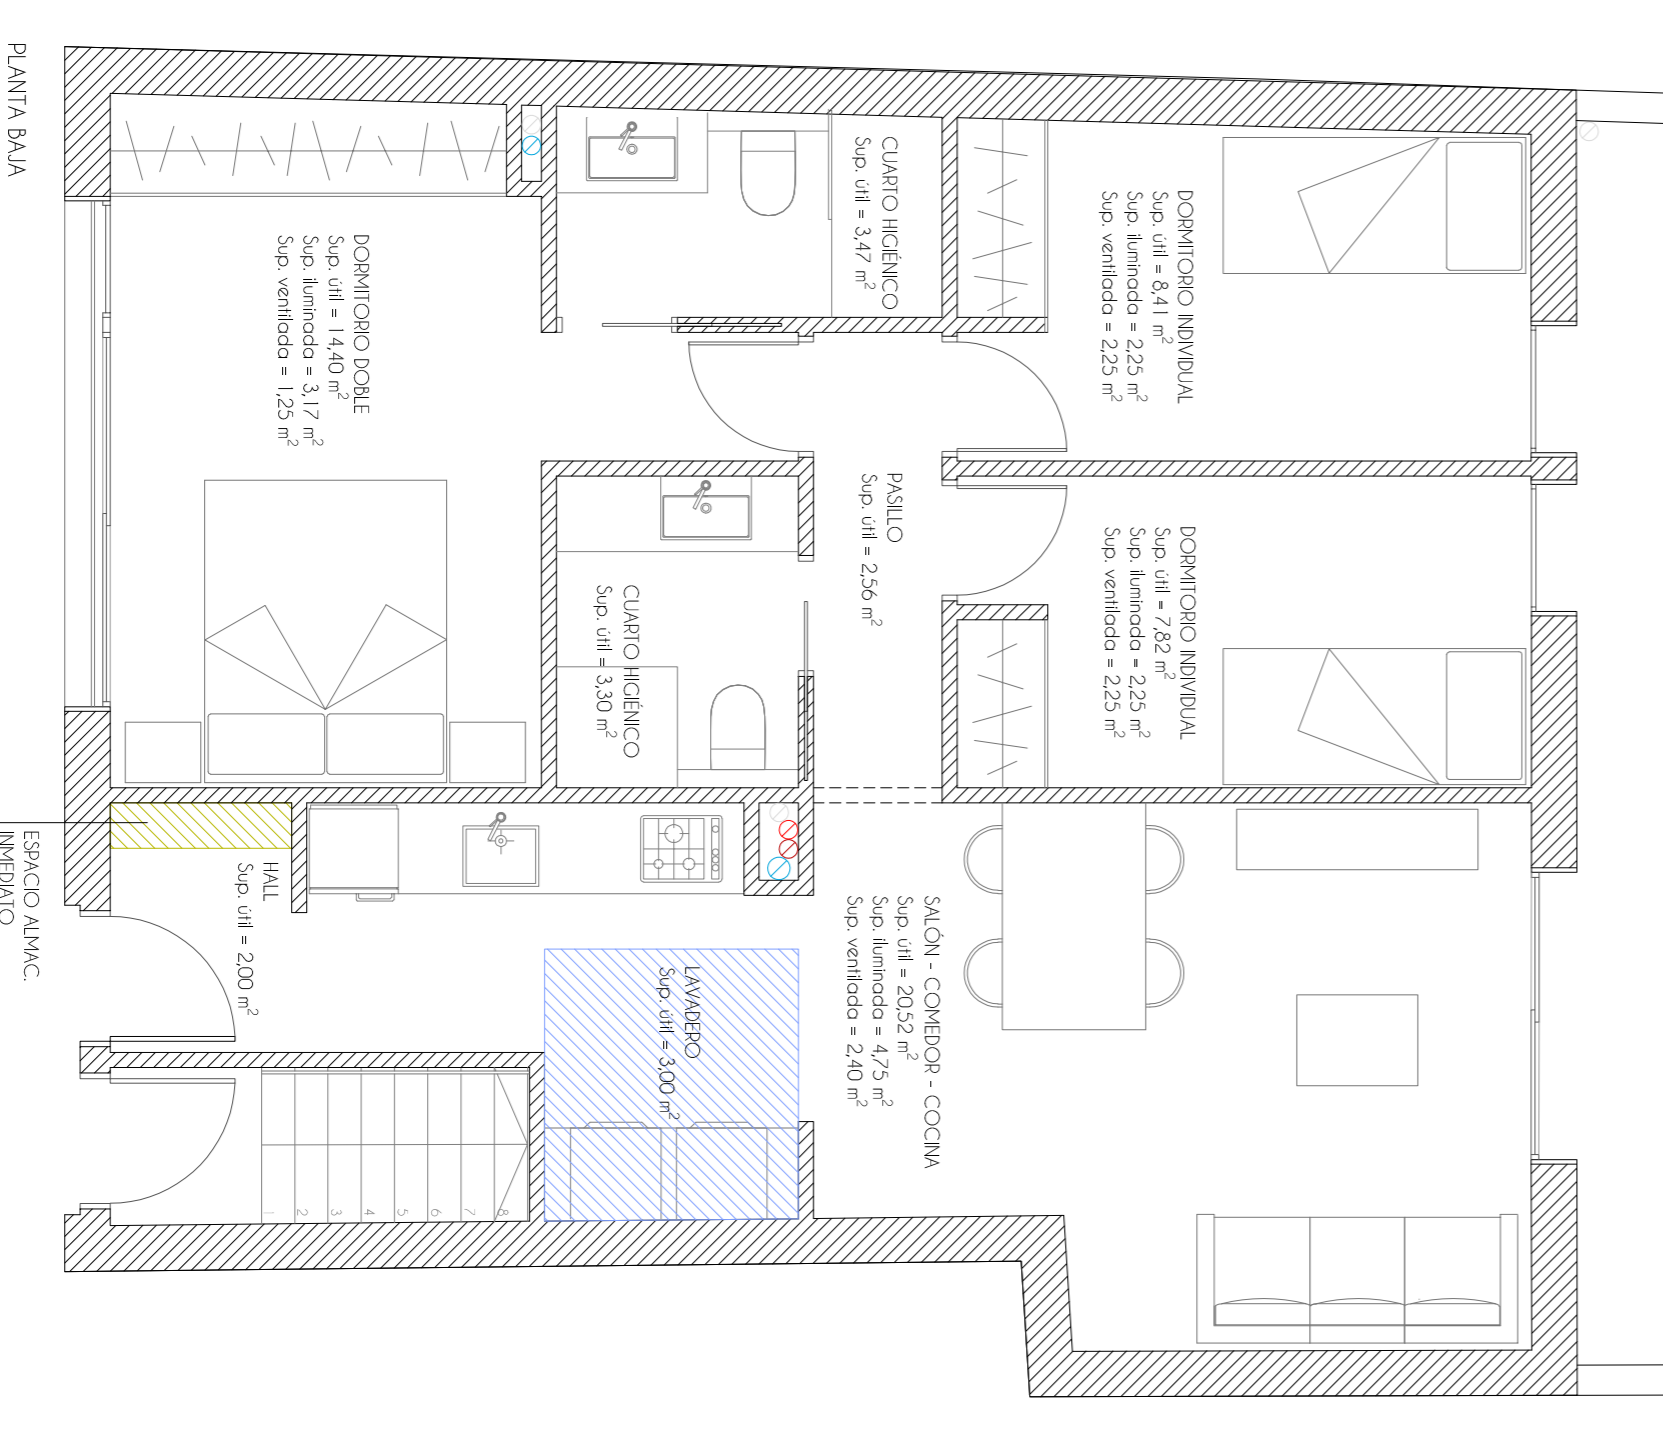 PLANTA BAJA
DORMITORIO INDIVIDUAL
Sup. útil = 8,41 m²
Sup. iluminada = 2,25 m²
Sup. ventilada = 2,25 m²
DORMITORIO INDIVIDUAL
Sup. útil = 7,82 m²
Sup. iluminada = 2,25 m²
Sup. ventilada = 2,25 m²
CUARTO HIGIÉNICO
Sup. útil = 3,47 m²
PASILLO
Sup. útil = 2,56 m²
SALÓN - COMEDOR - COCINA
Sup. útil = 20,52 m²
Sup. iluminada = 4,75 m²
Sup. ventilada = 2,40 m²
CUARTO HIGIÉNICO
Sup. útil = 3,30 m²
LAVADERO
Sup. útil = 3,00 m²
DORMITORIO DOBLE
Sup. útil = 14,40 m²
Sup. iluminada = 3,17 m²
Sup. ventilada = 1,25 m²
HALL
Sup. útil = 2,00 m²
1
2
3
4
5
6
7
8
ESPACIO ALMAC.
INMEDIATO